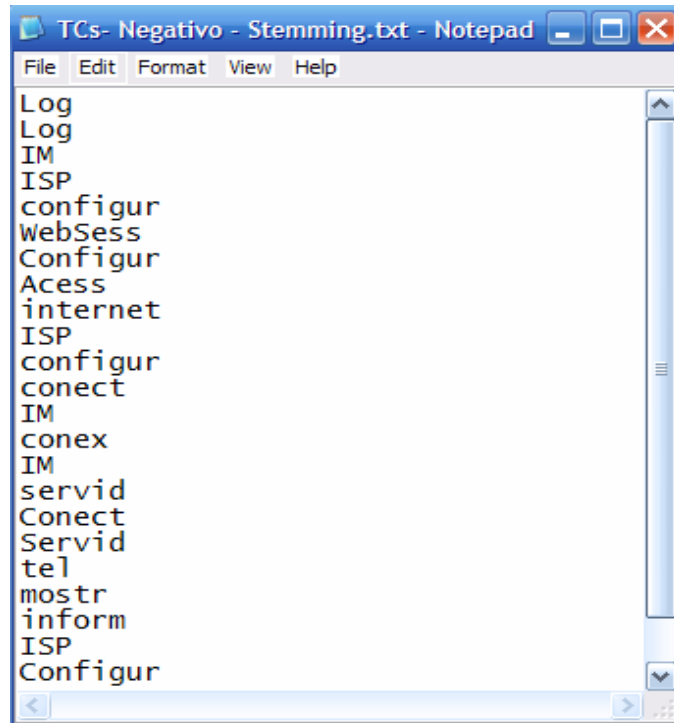 TCs- Negativo - Stemming.txt - Notepad
File Edit Format View Help
Log
Log
IM
ISP
configur
WebSess
Configur
Acess
internet
ISP
configur
conect
IM
conex
IM
servid
Conect
Servid
tel
mostr
inform
ISP
Configur